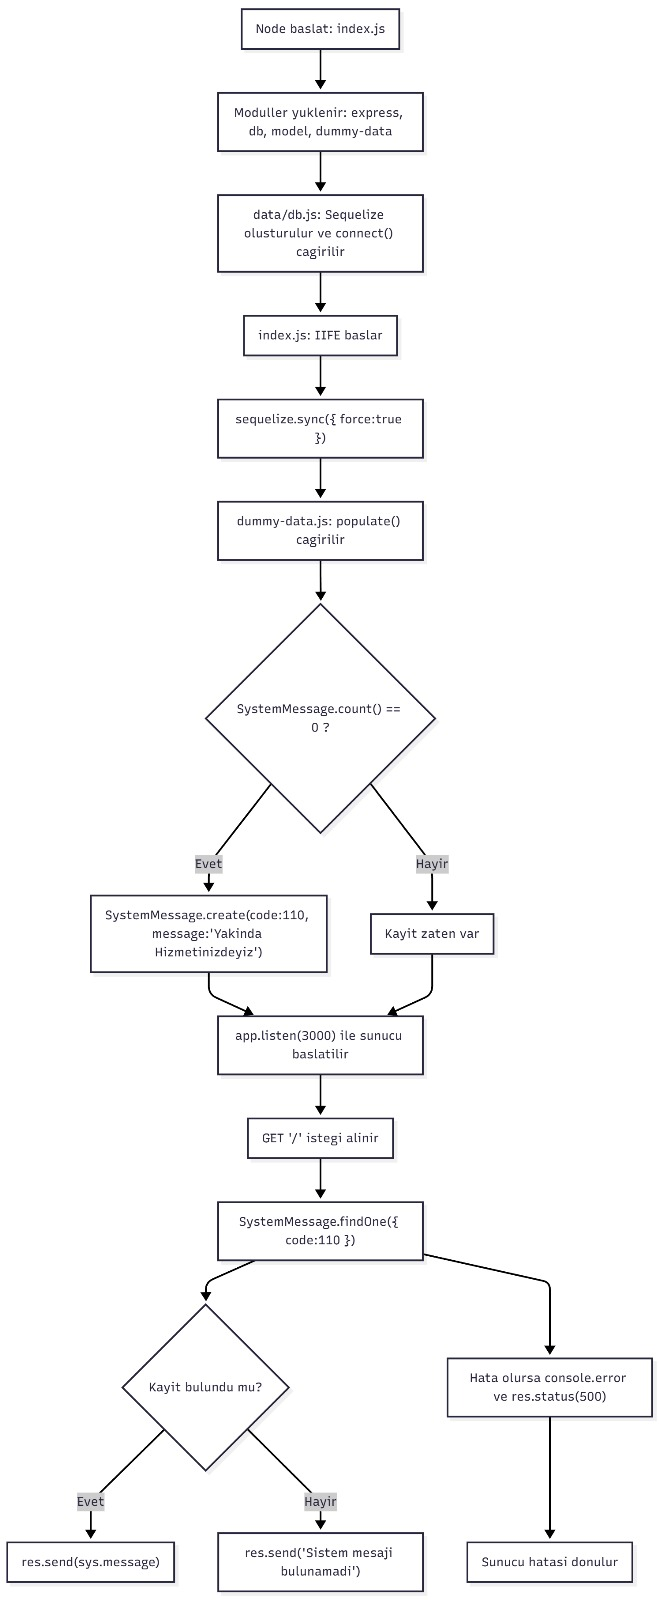 Node baslat: index.js
Moduller yuklenir: express,
db, model, dummy-data
data/db.js: Sequelize
olusturulur ve connect()
cagirilir
index.js: IIFE baslar
sequelize.sync({ force:true
})
dummy-data.js: populate()
cagirilir
SystemMessage.count() ==
0 ?
Evet
Hayir
SystemMessage.create(code:110,
message:'Yakinda
Hizmetinizdeyiz')
Kayit zaten var
app.listen(3000) ile sunucu
baslatilir
GET '/' istegi alinir
SystemMessage.findOne({
code:110 })
Kayit bulundu mu?
Hata olursa console.error
ve res.status(500)
Evet
Hayir
res.send(sys.message)
res.send('Sistem mesaji
bulunamadi')
Sunucu hatasi donulur